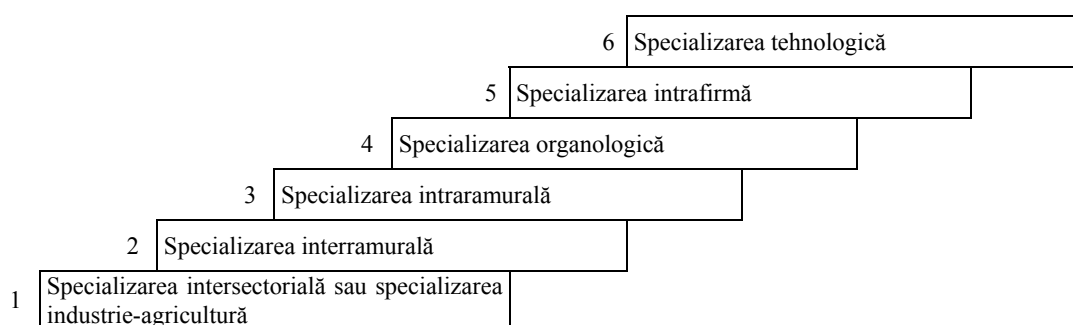 6 Specializarea tehnologică
5 Specializarea intrafirmă
4 Specializarea organologică
3 Specializarea intraramurală
2 Specializarea interramurală
1 Specializarea intersectorială sau specializarea
industrie-agricultură